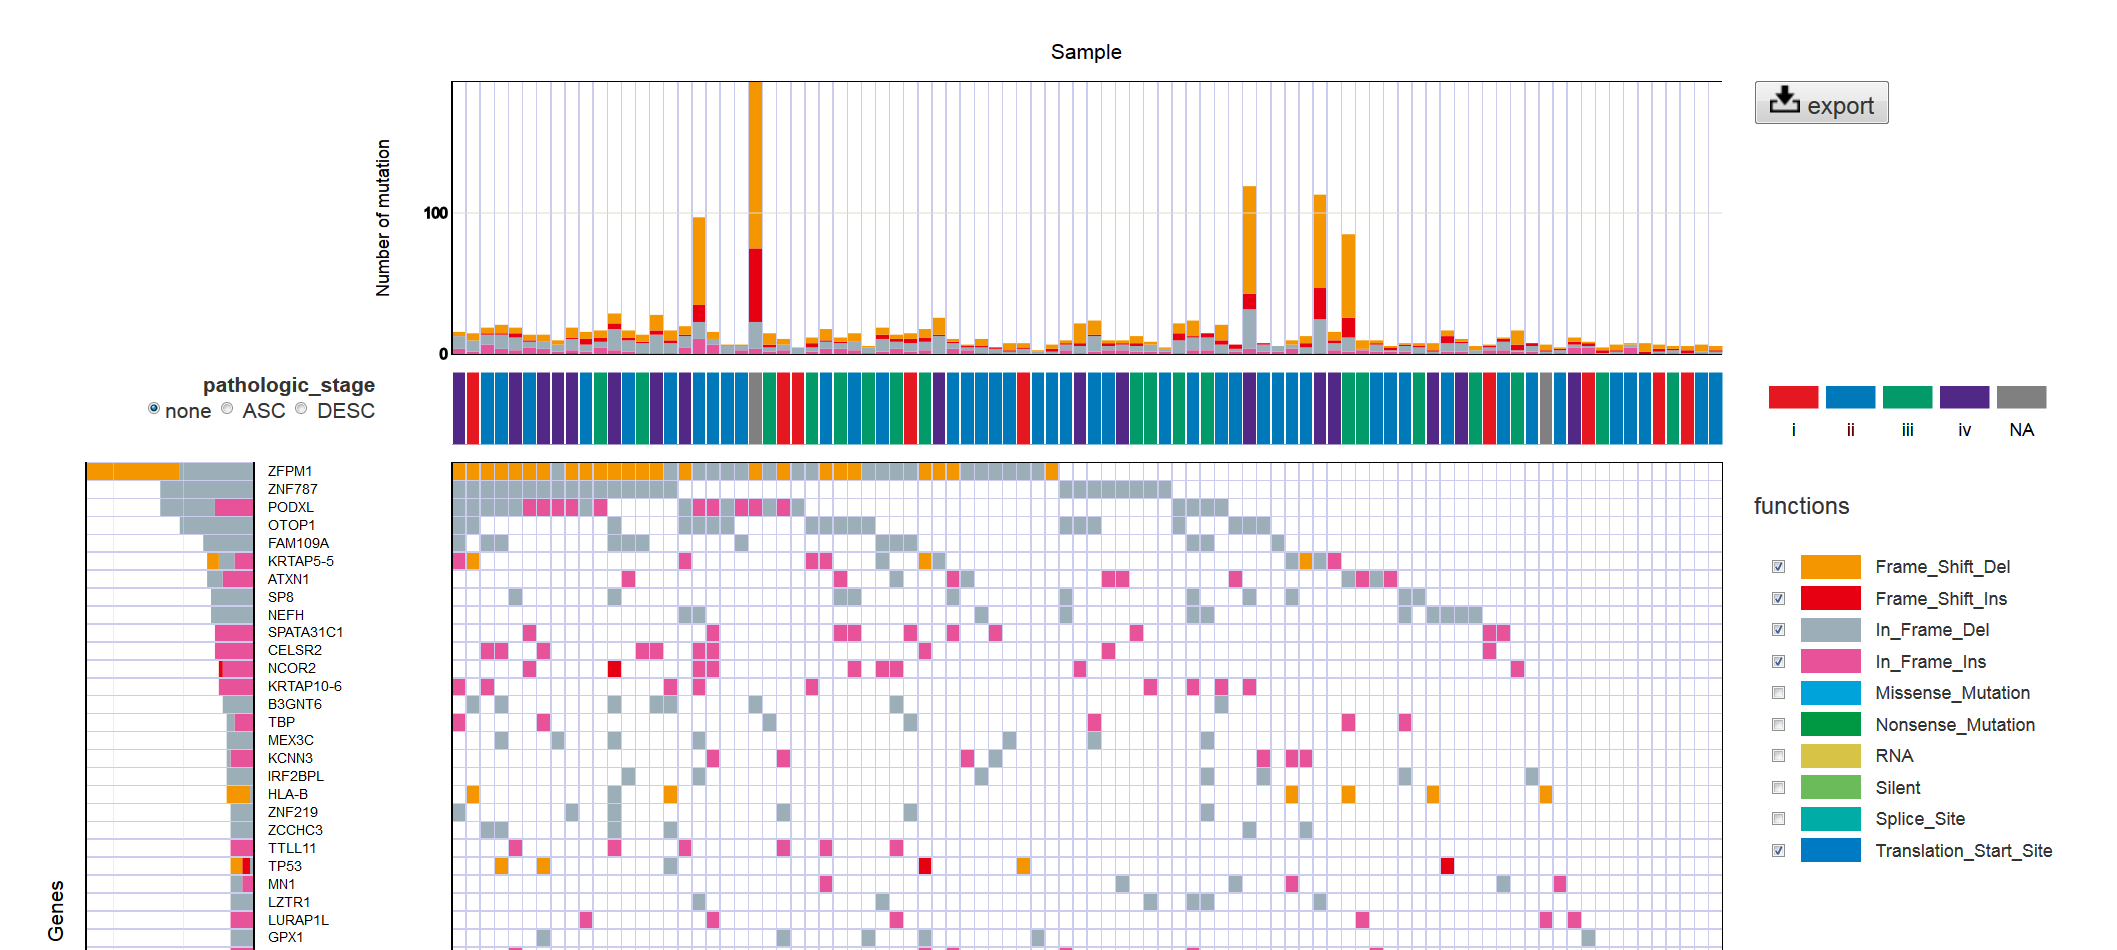 Sample
export
Number of mutation
100
0
pathologic_stage
none ASC DESC
i ii iii iv NA
ZFPM1
ZNF787
PODXL
OTOP1
FAM109A
KRTAP5-5
ATXN1
SP8
NEFH
SPATA31C1
CELSR2
NCOR2
KRTAP10-6
B3GNT6
TBP
MEX3C
KCNN3
IRF2BPL
HLA-B
ZNF219
ZCCHC3
TTLL11
TP53
MN1
LZTR1
LURAP1L
GPX1
Genes
functions
Frame_Shift_Del
Frame_Shift_Ins
In_Frame_Del
In_Frame_Ins
Missense_Mutation
Nonsense_Mutation
RNA
Silent
Splice_Site
Translation_Start_Site